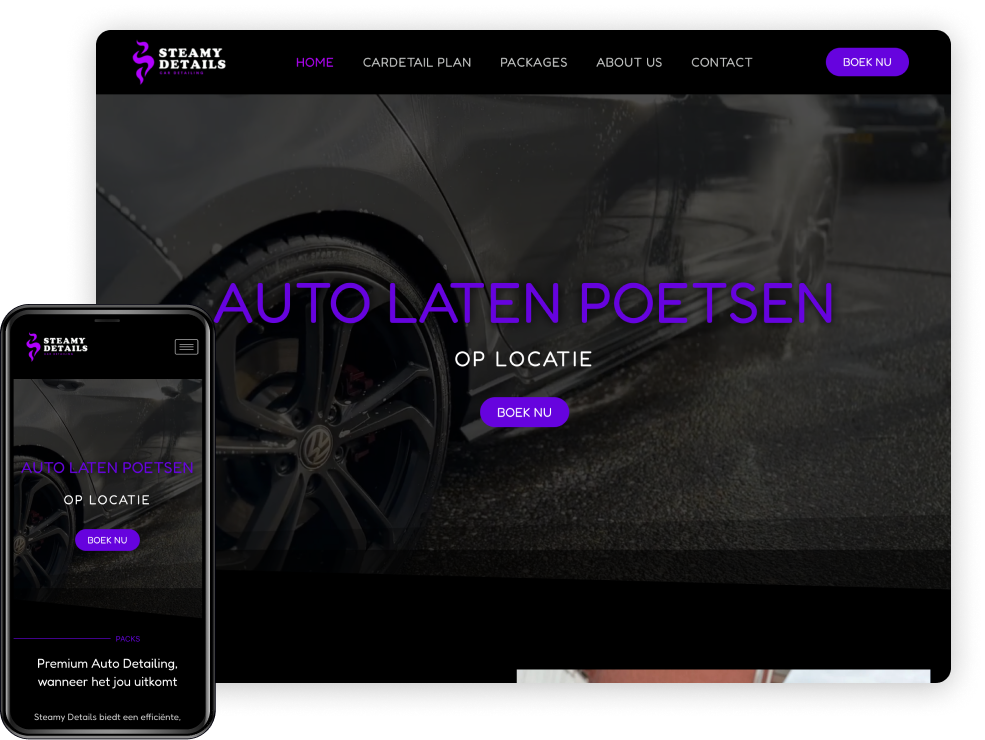 STEAMY
DETAILS
CAR DETAILING
HOME CARDETAIL PLAN PACKAGES ABOUT US CONTACT
BOEK NU
AUTO LATEN POETSEN
OP LOCATIE
BOEK NU
STEAMY
DETAILS
AUTO LATEN POETSEN
OP LOCATIE
BOEK NU
PACKS
Premium Auto Detailing,
wanneer het jou uitkomt
Steamy Details biedt een efficiënte,